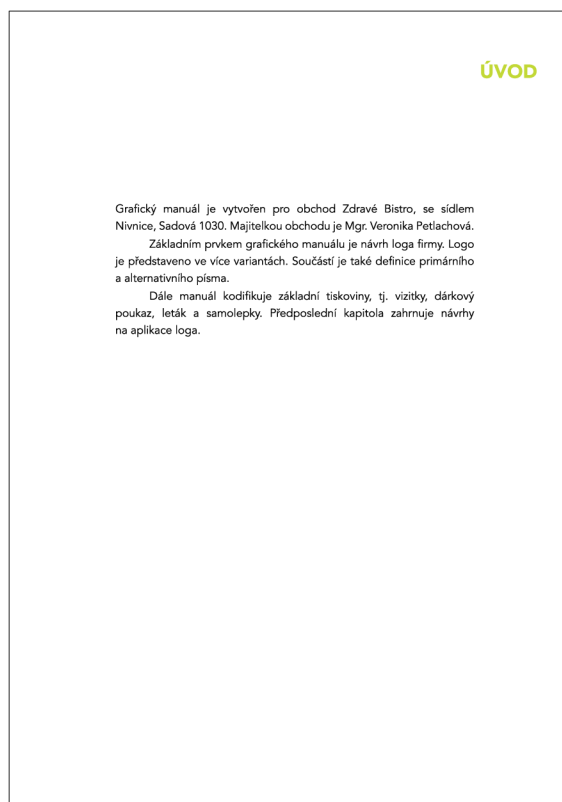 ÚVOD
Grafický manuál je vytvořen pro obchod Zdravé Bistro, se sídlem
Nivnice, Sadová 1030. Majitelkou obchodu je Mgr. Veronika Petlachová.
Základním prvkem grafického manuálu je návrh loga firmy. Logo
je představeno ve více variantách. Součástí je také definice primárního
a alternativního písma.
Dále manuál kodifikuje základní tiskoviny, tj. vizitky, dárkový
poukaz, leták a samolepky. Předposlední kapitola zahrnuje návrhy
na aplikace loga.